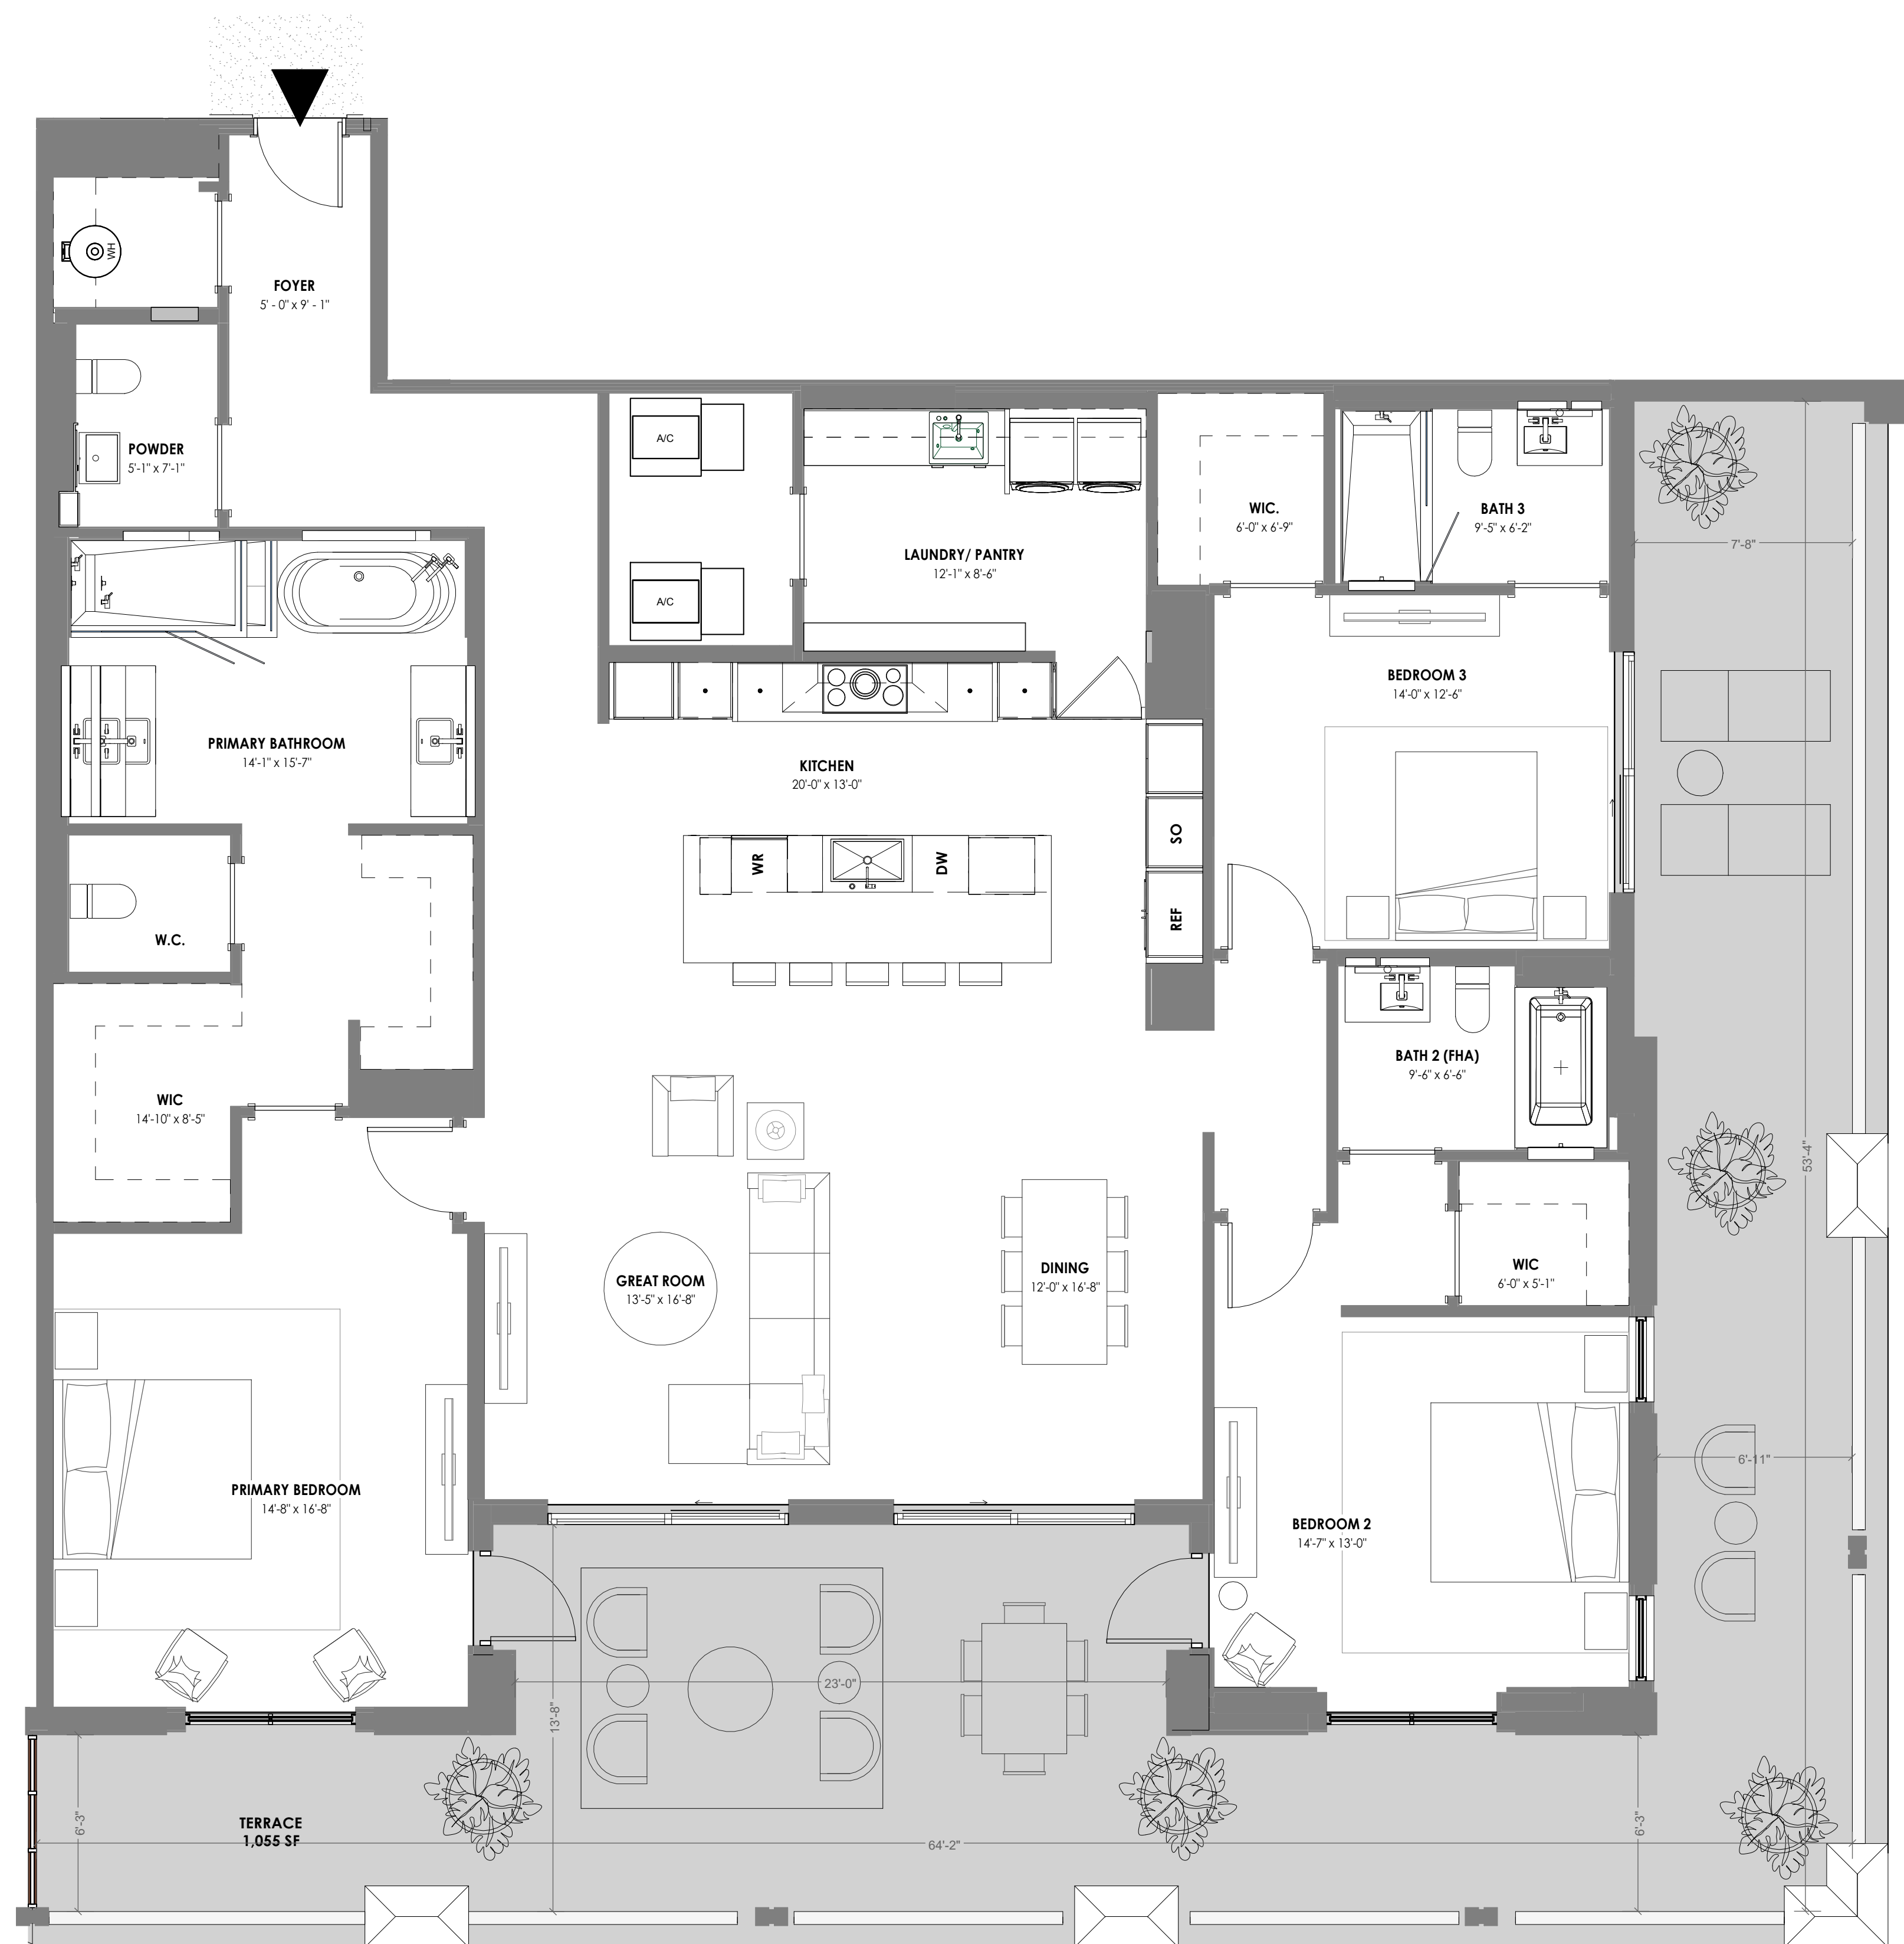 WH
FOYER
5' - 0" x 9' - 1"
POWDER
5'-1" x 7'-1"
A/C
A/C
LAUNDRY/ PANTRY
12'-1" x 8'-6"
WIC.
6'-0" x 6'-9"
BATH 3
9'-5" x 6'-2"
7'-8"
BEDROOM 3
14'-0" x 12'-6"
PRIMARY BATHROOM
14'-1" x 15'-7"
KITCHEN
20'-0" x 13'-0"
WR
DW
SO
REF
W.C.
BATH 2 (FHA)
9'-6" x 6'-6"
WIC
14'-10" x 8'-5"
53'-4"
GREAT ROOM
13'-5" x 16'-8"
DINING
12'-0" x 16'-8"
WIC
6'-0" x 5'-1"
6'-11"
PRIMARY BEDROOM
14'-8" x 16'-8"
BEDROOM 2
14'-7" x 13'-0"
23'-0"
13'-8"
6'-3"
TERRACE
1,055 SF
64'-2"
6'-3"